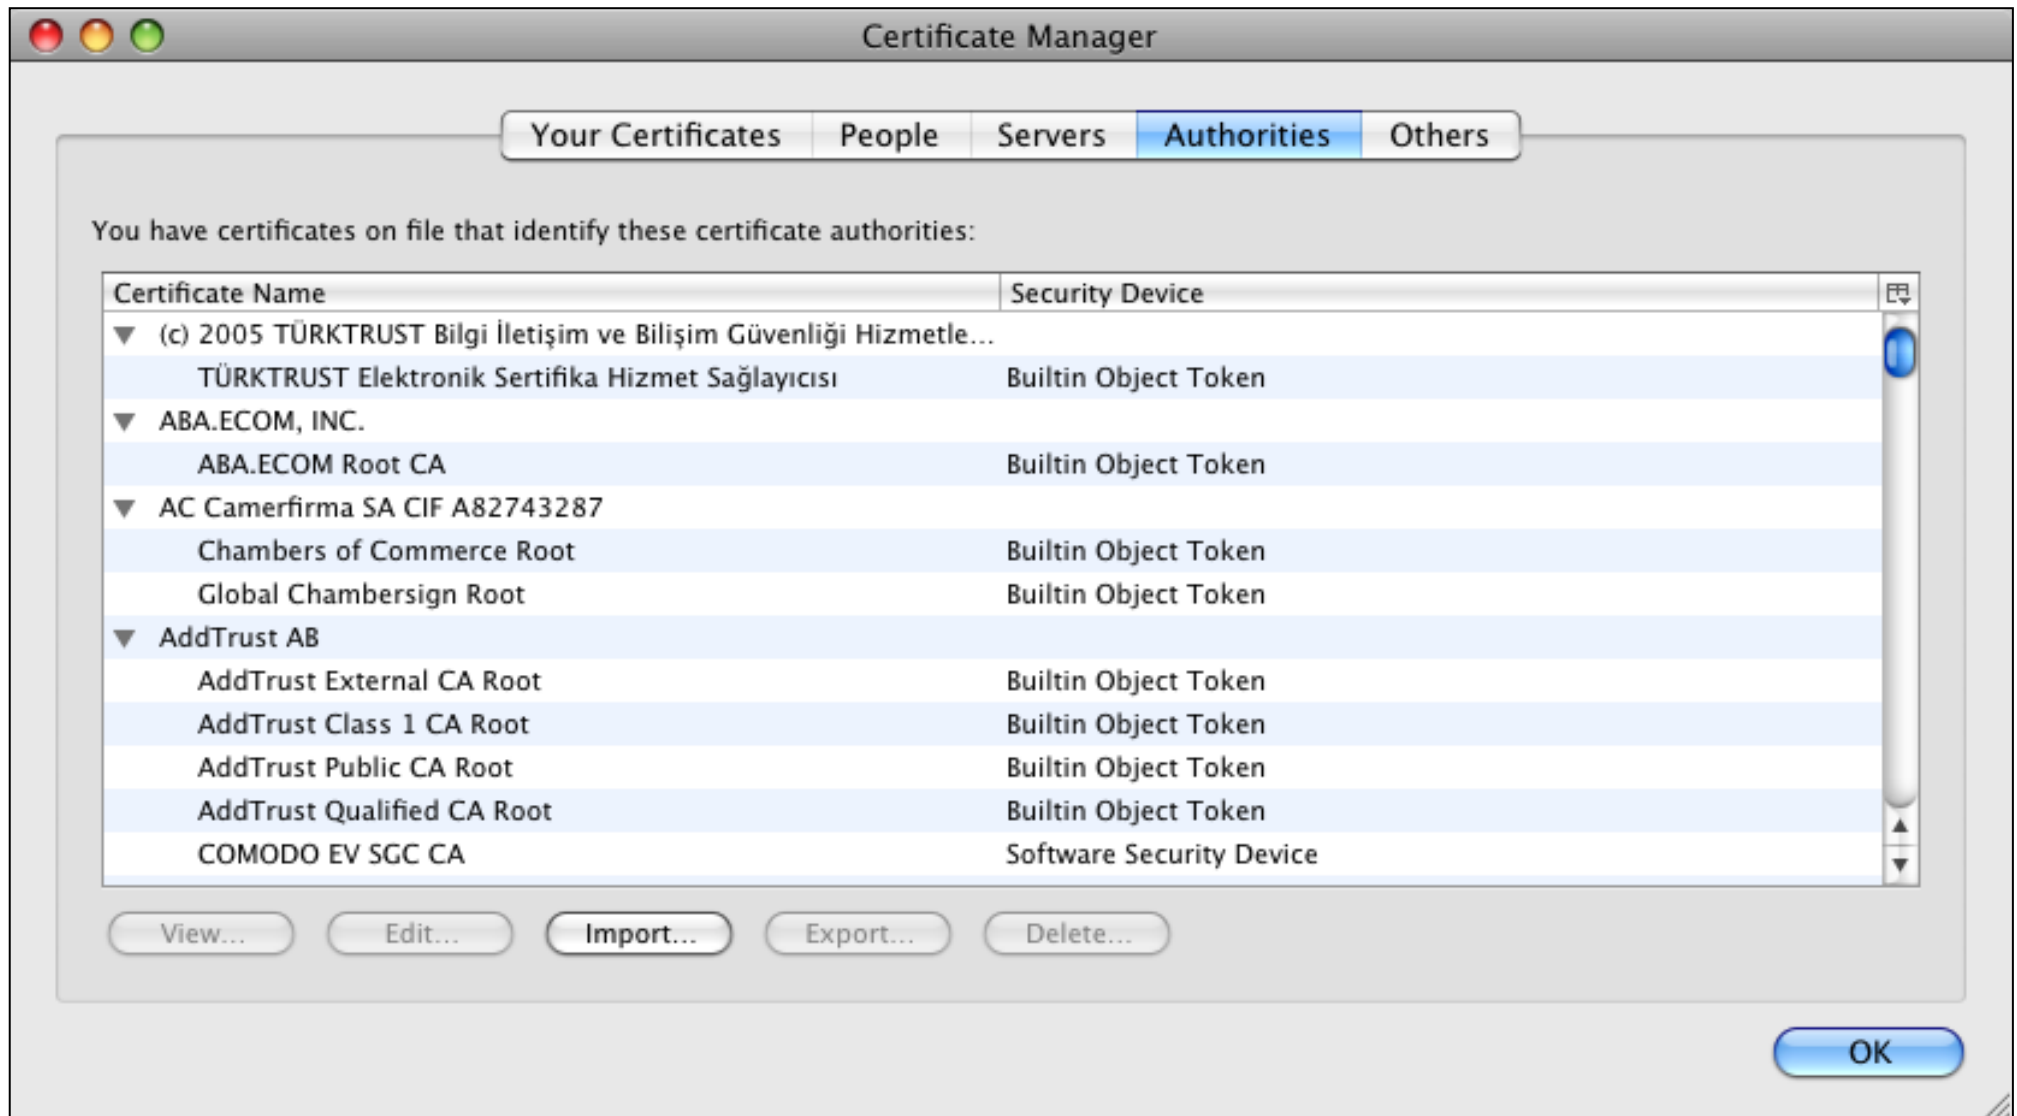 Certificate Manager
Your Certificates People Servers Authorities Others
You have certificates on file that identify these certificate authorities:
Certificate Name Security Device
(c) 2005 TÜRKTRUST Bilgi İletişim ve Bilişim Güvenliği Hizmetle...
TÜRKTRUST Elektronik Sertifika Hizmet Sağlayıcısı Builtin Object Token
ABA.ECOM, INC.
ABA.ECOM Root CA Builtin Object Token
AC Camerfirma SA CIF A82743287
Chambers of Commerce Root Builtin Object Token
Global Chambersign Root Builtin Object Token
AddTrust AB
AddTrust External CA Root Builtin Object Token
AddTrust Class 1 CA Root Builtin Object Token
AddTrust Public CA Root Builtin Object Token
AddTrust Qualified CA Root Builtin Object Token
COMODO EV SGC CA Software Security Device
View... Edit... Import... Export... Delete...
OK